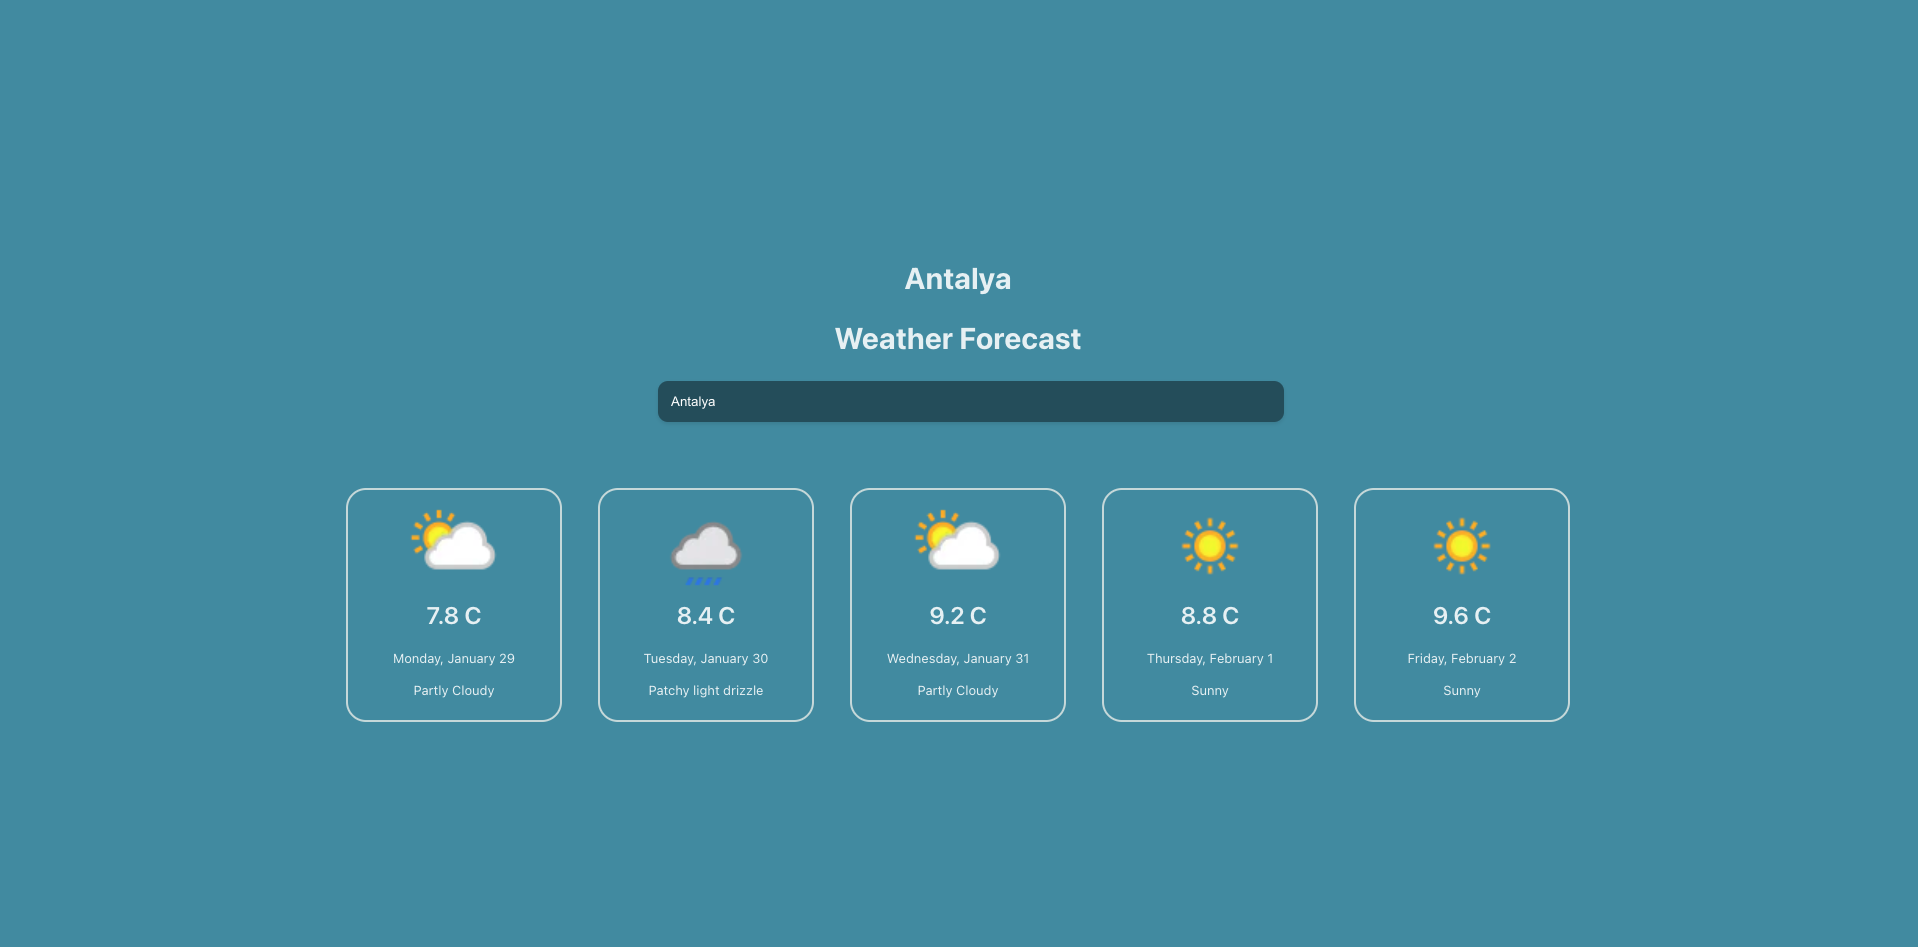 Antalya
Weather Forecast
Antalya
7.8 C
Monday, January 29
Partly Cloudy
8.4 C
Tuesday, January 30
Patchy light drizzle
9.2 C
Wednesday, January 31
Partly Cloudy
8.8 C
Thursday, February 1
Sunny
9.6 C
Friday, February 2
Sunny